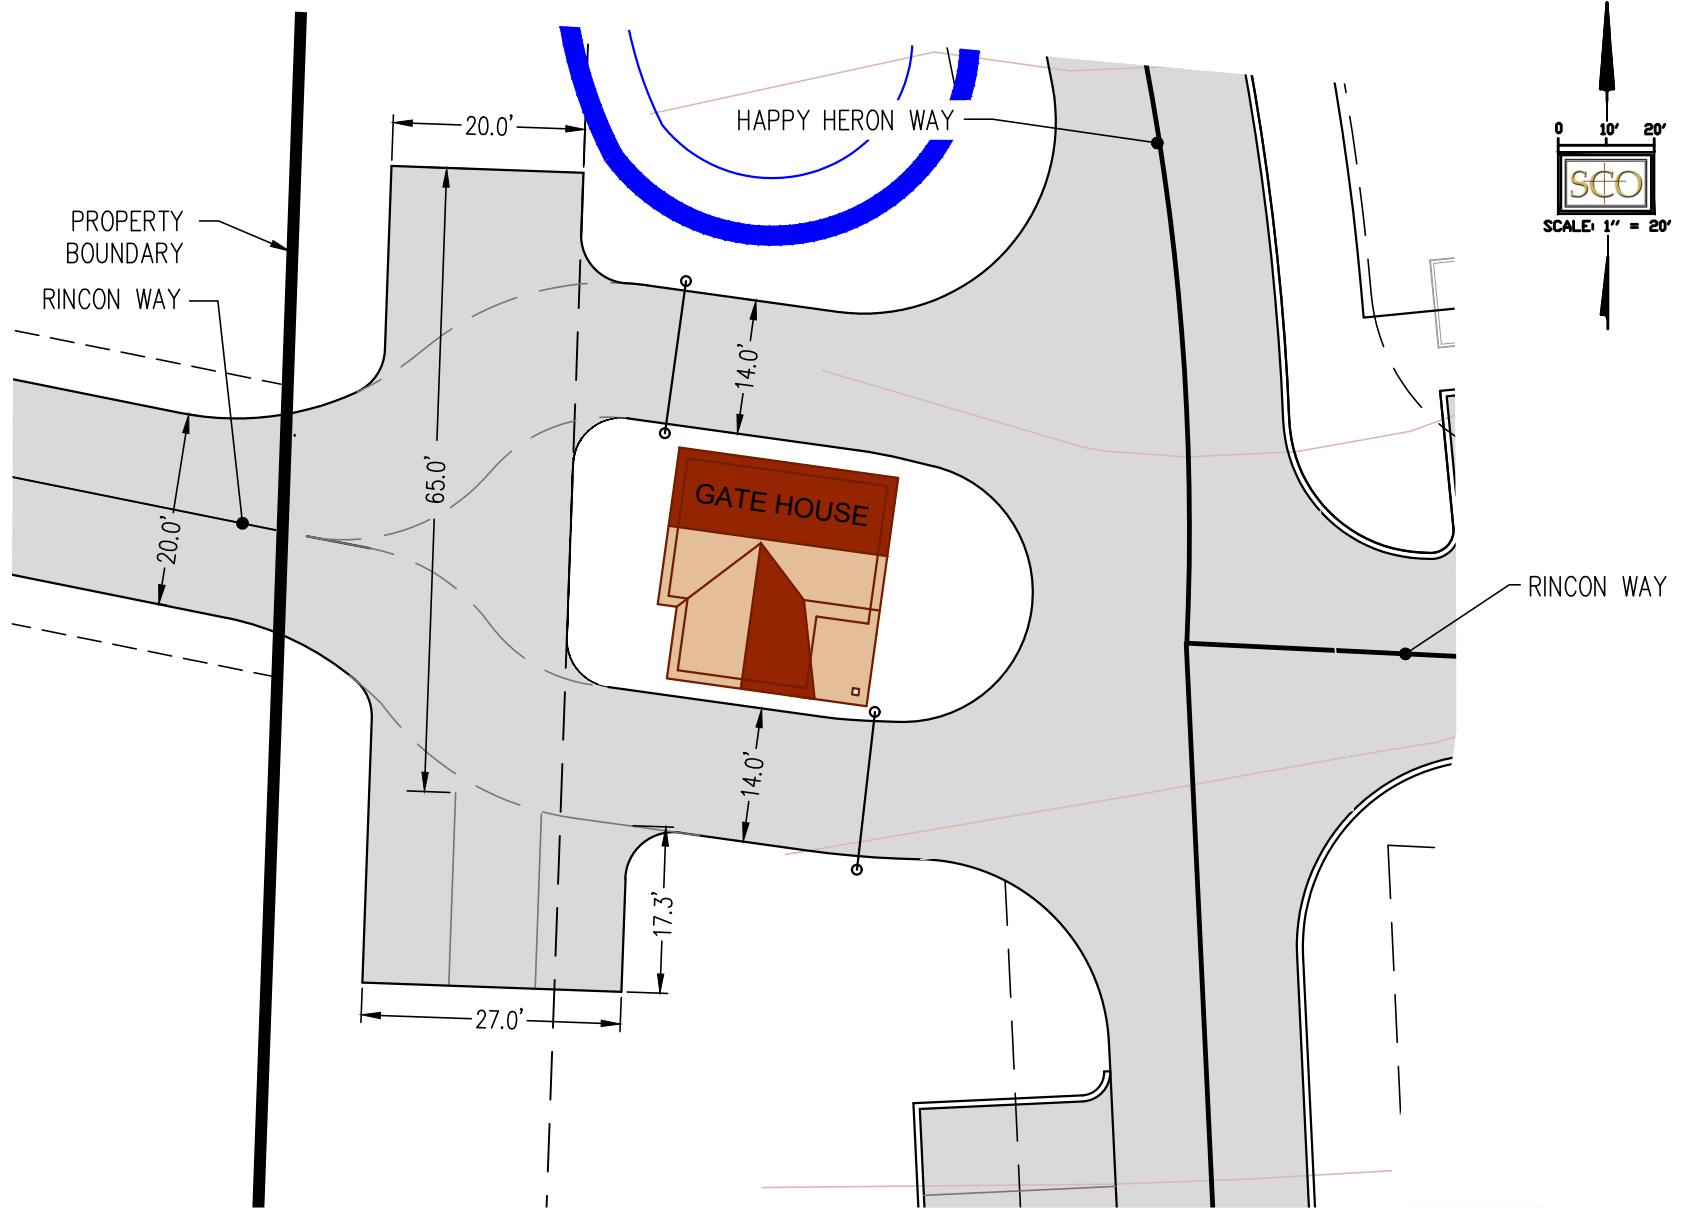 HAPPY HERON WAY
0 10' 20'
SCO
SCALE: 1" = 20'
20.0'
PROPERTY
BOUNDARY
RINCON WAY
14.0'
65.0'
20.0'
GATE HOUSE
RINCON WAY
14.0'
17.3'
27.0'